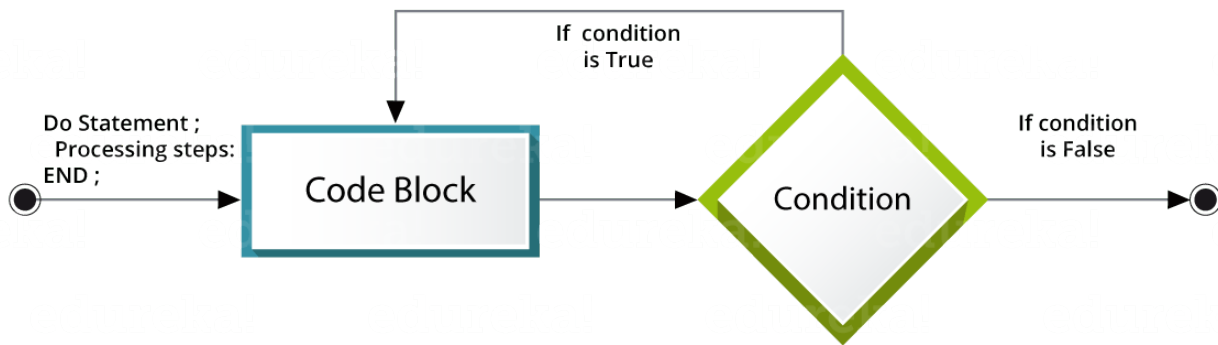 If condition
is True
Do Statement ;
Processing steps:
END ;
Code Block
Condition
If condition
is False